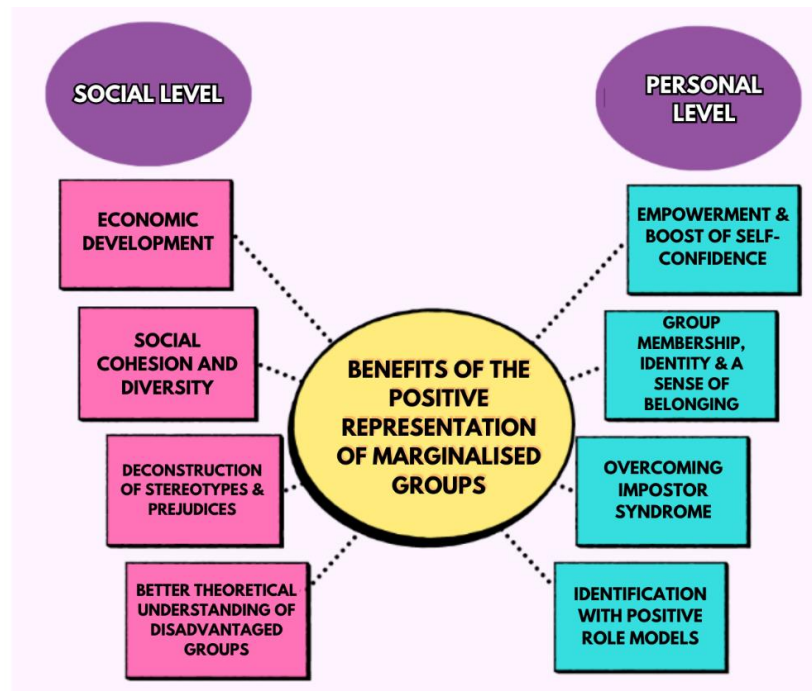 SOCIAL LEVEL
PERSONAL
LEVEL
ECONOMIC
DEVELOPMENT
SOCIAL
COHESION AND
DIVERSITY
DECONSTRUCTION
OF STEREOTYPES &
PREJUDICES
BETTER THEORETICAL
UNDERSTANDING OF
DISADVANTAGED
GROUPS
BENEFITS OF THE
POSITIVE
REPRESENTATION
OF MARGINALISED
GROUPS
EMPOWERMENT &
BOOST OF SELF-
CONFIDENCE
GROUP
MEMBERSHIP,
IDENTITY & A
SENSE OF
BELONGING
OVERCOMING
IMPOSTOR
SYNDROME
IDENTIFICATION
WITH POSITIVE
ROLE MODELS